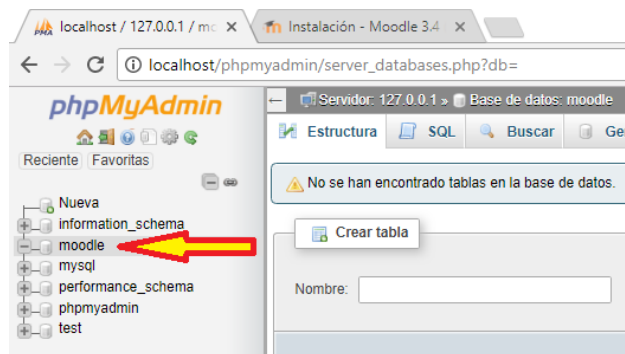 localhost / 127.0.0.1 / mo
Instalación - Moodle 3.4
localhost/phpmyadmin/server_databases.php?db=
phpMyAdmin
Reciente Favoritas
Nueva
information_schema
moodle
mysql
performance_schema
phpmyadmin
test
Servidor: 127.0.0.1 » Base de datos: moodle
Estructura SQL Buscar Ge
No se han encontrado tablas en la base de datos.
Crear tabla
Nombre: